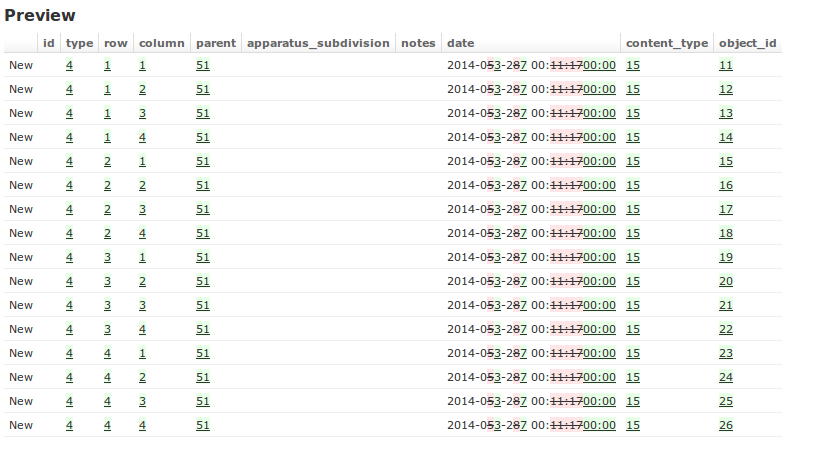 Preview
id type row column parent apparatus_subdivision notes date content_type object_id
New 4 1 1 51 2014-053-287 00:11:1700:00 15 11
New 4 1 2 51 2014-053-287 00:11:1700:00 15 12
New 4 1 3 51 2014-053-287 00:11:1700:00 15 13
New 4 1 4 51 2014-053-287 00:11:1700:00 15 14
New 4 2 1 51 2014-053-287 00:11:1700:00 15 15
New 4 2 2 51 2014-053-287 00:11:1700:00 15 16
New 4 2 3 51 2014-053-287 00:11:1700:00 15 17
New 4 2 4 51 2014-053-287 00:11:1700:00 15 18
New 4 3 1 51 2014-053-287 00:11:1700:00 15 19
New 4 3 2 51 2014-053-287 00:11:1700:00 15 20
New 4 3 3 51 2014-053-287 00:11:1700:00 15 21
New 4 3 4 51 2014-053-287 00:11:1700:00 15 22
New 4 4 1 51 2014-053-287 00:11:1700:00 15 23
New 4 4 2 51 2014-053-287 00:11:1700:00 15 24
New 4 4 3 51 2014-053-287 00:11:1700:00 15 25
New 4 4 4 51 2014-053-287 00:11:1700:00 15 26